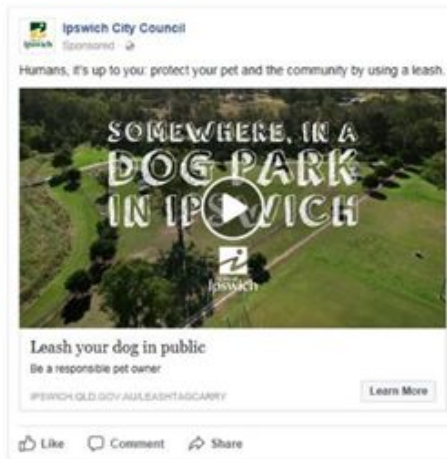 Ipswich City Council
Sponsored
Humans, it's up to you: protect your pet and the community by using a leash.
SOMEWHERE, IN A
DOG PARK
IN IPSWICH
Ipswich
Leash your dog in public
Be a responsible pet owner
IPSWICH.QLD.GOV.AU/LEASHTAGCARRY
Learn More
Like Comment Share